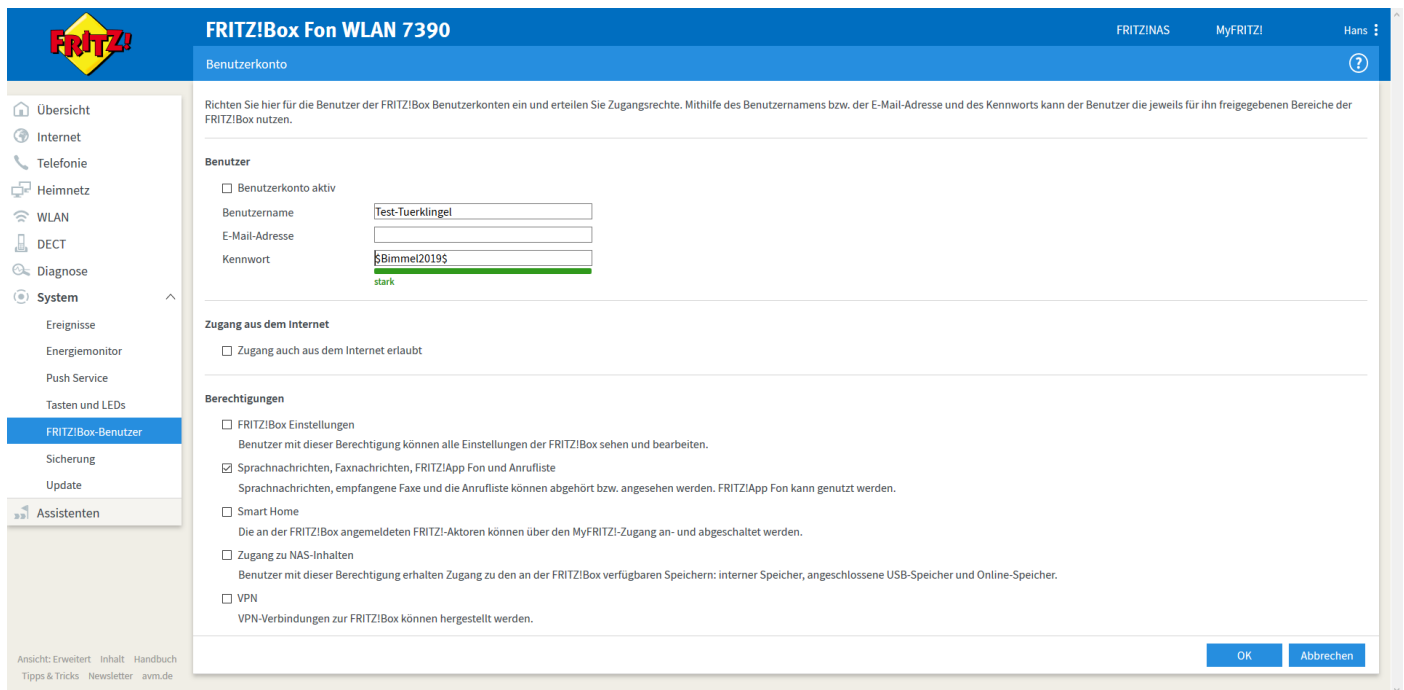 FRITZ!
FRITZ!Box Fon WLAN 7390
FRITZ!NAS
MyFRITZ!
Hans
Benutzerkonto
?
Übersicht
Internet
Telefonie
Heimnetz
WLAN
DECT
Diagnose
System
Ereignisse
Energiemonitor
Push Service
Tasten und LEDs
FRITZ!Box-Benutzer
Sicherung
Update
Assistenten
Ansicht: Erweitert Inhalt Handbuch
Tipps & Tricks Newsletter avm.de
Richten Sie hier für die Benutzer der FRITZ!Box Benutzerkonten ein und erteilen Sie Zugangsrechte. Mithilfe des Benutzernamens bzw. der E-Mail-Adresse und des Kennworts kann der Benutzer die jeweils für ihn freigegebenen Bereiche der
FRITZ!Box nutzen.
Benutzer
Benutzerkonto aktiv
Benutzername Test-Tuerklingel
E-Mail-Adresse
Kennwort $Bimmel2019$
stark
Zugang aus dem Internet
Zugang auch aus dem Internet erlaubt
Berechtigungen
FRITZ!Box Einstellungen
Benutzer mit dieser Berechtigung können alle Einstellungen der FRITZ!Box sehen und bearbeiten.
Sprachnachrichten, Faxnachrichten, FRITZ!App Fon und Anrufliste
Sprachnachrichten, empfangene Faxe und die Anrufliste können abgehört bzw. angesehen werden. FRITZ!App Fon kann genutzt werden.
Smart Home
Die an der FRITZ!Box angemeldeten FRITZ!-Aktoren können über den MyFRITZ!-Zugang an- und abgeschaltet werden.
Zugang zu NAS-Inhalten
Benutzer mit dieser Berechtigung erhalten Zugang zu den an der FRITZ!Box verfügbaren Speichern: interner Speicher, angeschlossene USB-Speicher und Online-Speicher.
VPN
VPN-Verbindungen zur FRITZ!Box können hergestellt werden.
OK
Abbrechen